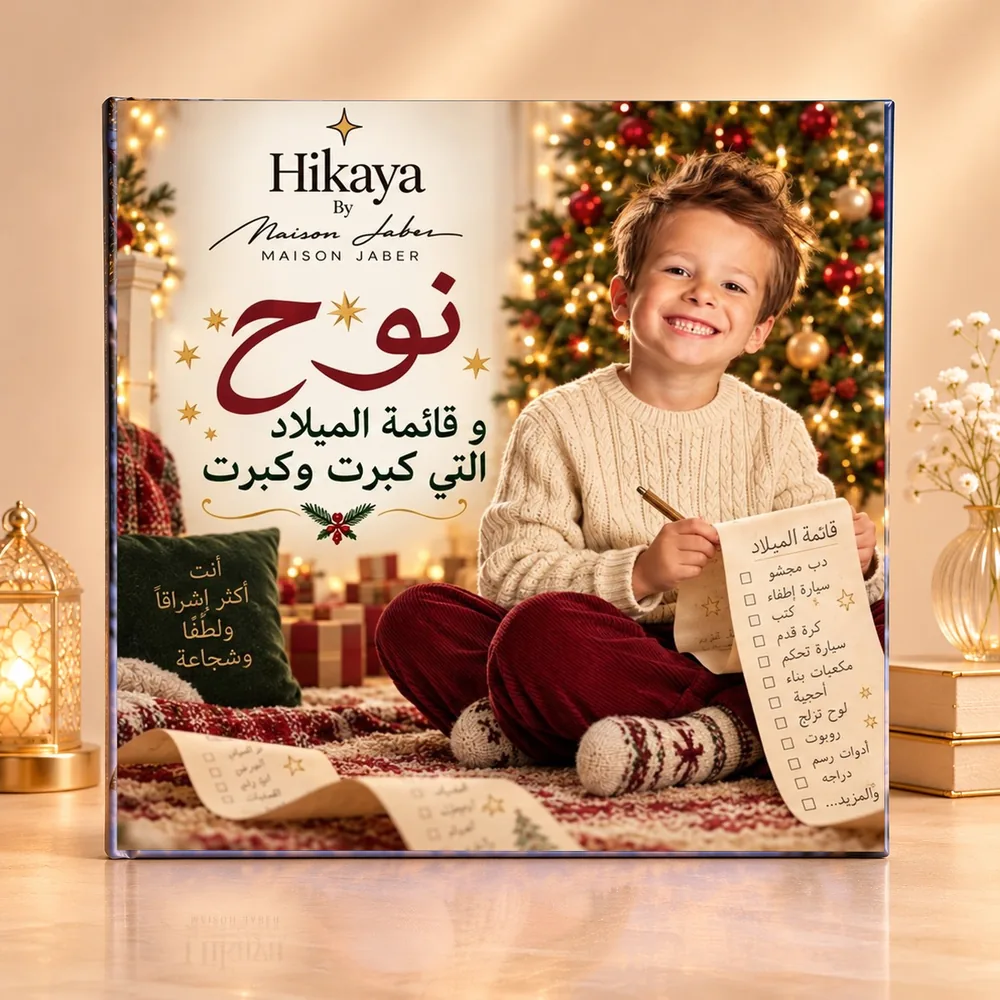 Hikaya
By
Maison Jaber
MAISON JABER
نوح
و قائمة الميلاد
التي كبرت وكبرت
أنت
أكثر إشراقاً
ولطفًا
وشجاعة
قائمة الميلاد
دب مجشو
سيارة إطفاء
كتب
كرة قدم
سيارة تحكم
مكعبات بناء
أحجية
لوح تزلج
روبوت
أدوات رسم
دراجه
والمزيد...